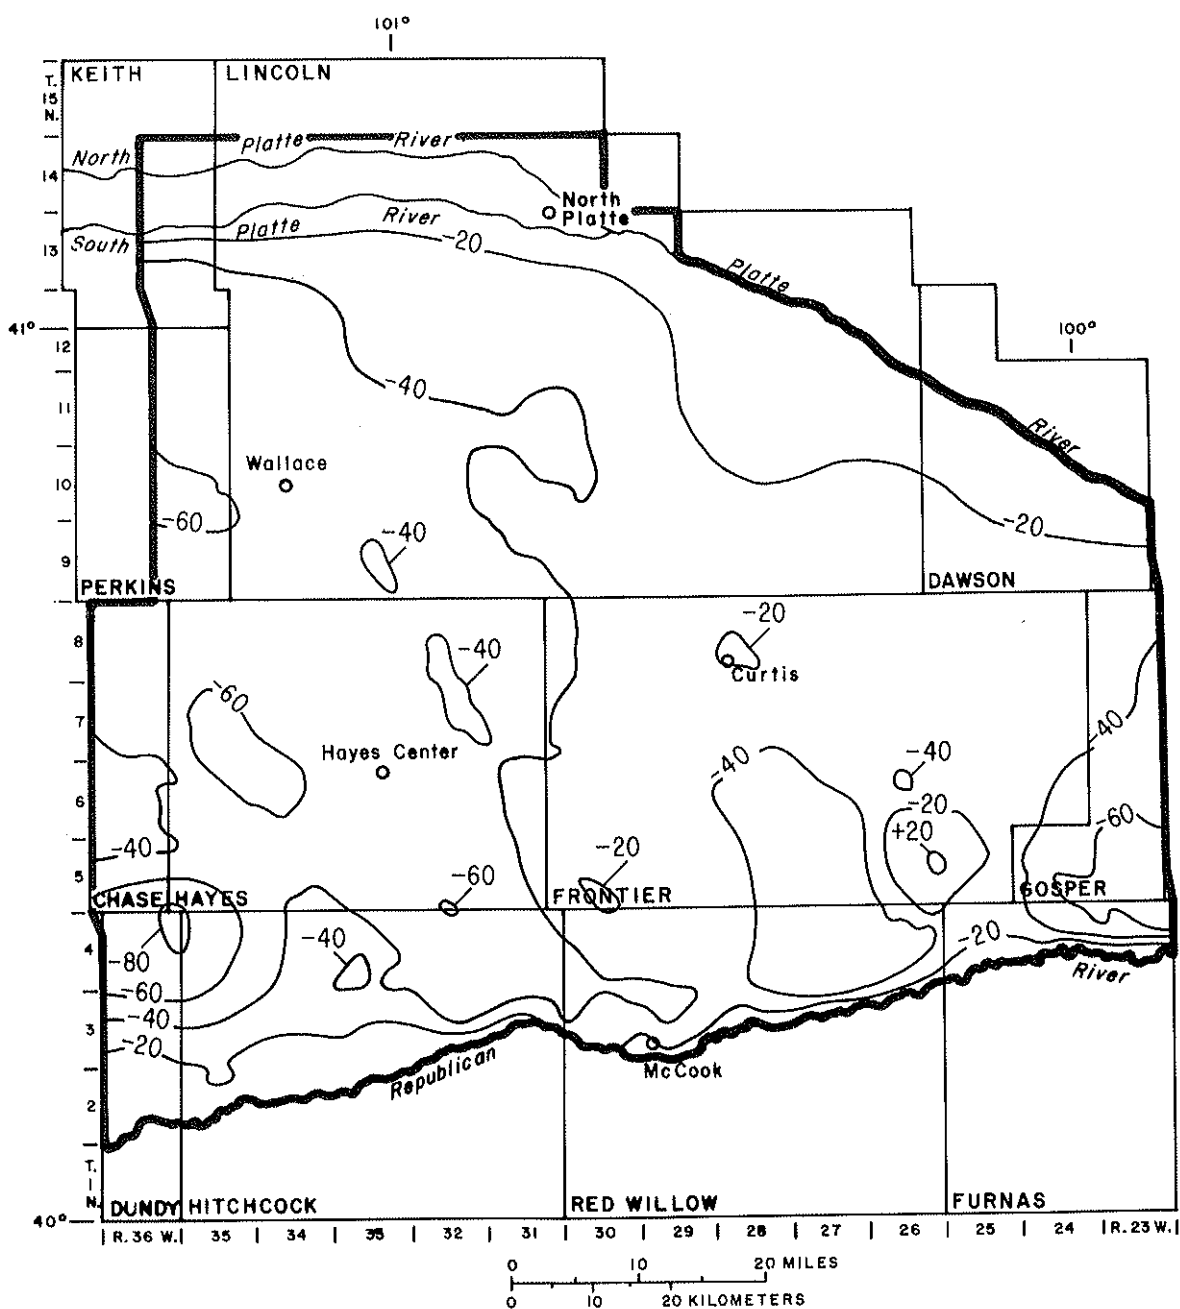 101°
T.
15
N.
KEITH
LINCOLN
North Platte River
14
North
Platte
South Platte River
13
-20
Platte
41°
100°
12
-40
11
River
Wallace
10
-60
-20
-40
9
PERKINS
DAWSON
8
-20
-40
Curtis
-60
7
-40
Hayes Center
-40
-40
6
-20
-60
+20
-40
-20
5
-60
CHASE
HAYES
FRONTIER
GOSPER
4
-40
-20
-80
River
-60
-40
3
-20
Republican
McCook
2
T.
1
N.
DUNDY
HITCHCOCK
RED WILLOW
FURNAS
40°
R. 36 W. 35 34 33 32 31 30 29 28 27 26 25 24 R. 23 W.
0 10 20 MILES
0 10 20 KILOMETERS